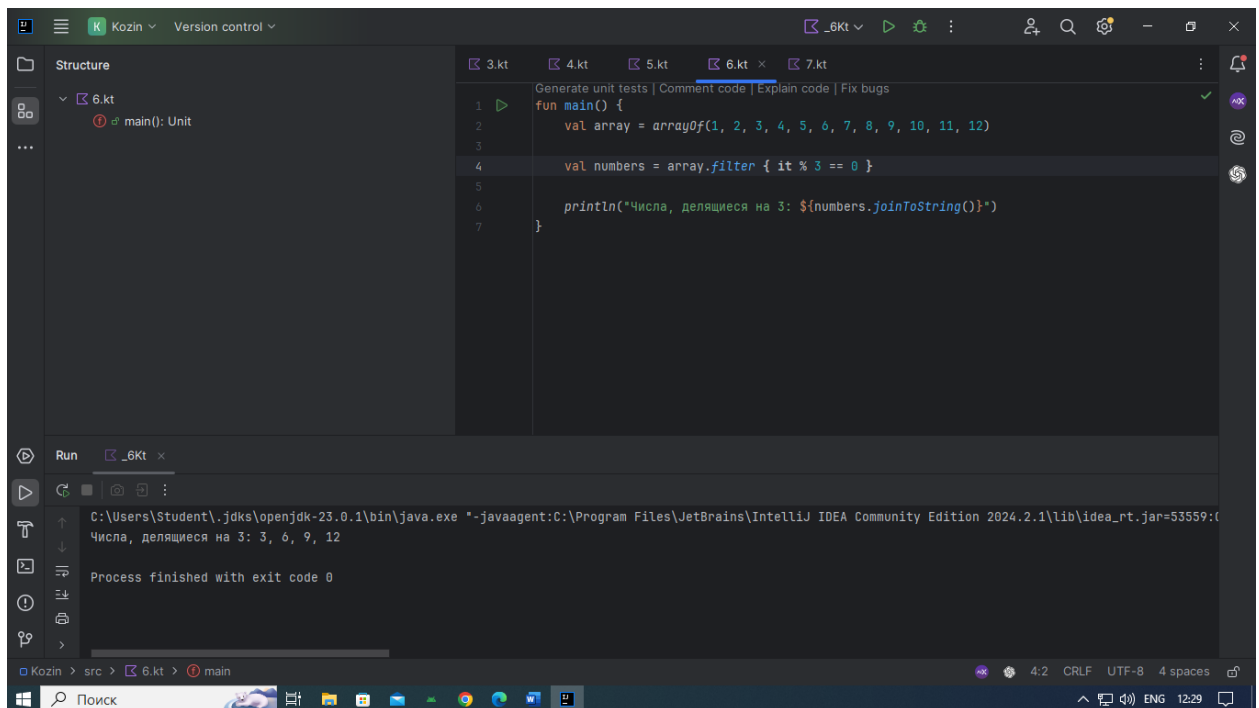 K Kozin Version control _6Kt
Structure
6.kt
main(): Unit
3.kt 4.kt 5.kt 6.kt 7.kt
Generate unit tests | Comment code | Explain code | Fix bugs
1 fun main() {
2 val array = arrayOf(1, 2, 3, 4, 5, 6, 7, 8, 9, 10, 11, 12)
3
4 val numbers = array.filter { it % 3 == 0 }
5
6 println("Числа, делящиеся на 3: ${numbers.joinToString()}")
7 }
Run _6Kt
C:\Users\Student\.jdks\openjdk-23.0.1\bin\java.exe "-javaagent:C:\Program Files\JetBrains\IntelliJ IDEA Community Edition 2024.2.1\lib\idea_rt.jar=53559:
Числа, делящиеся на 3: 3, 6, 9, 12
Process finished with exit code 0
Kozin > src > 6.kt > main 4:2 CRLF UTF-8 4 spaces
Поиск ENG 12:29